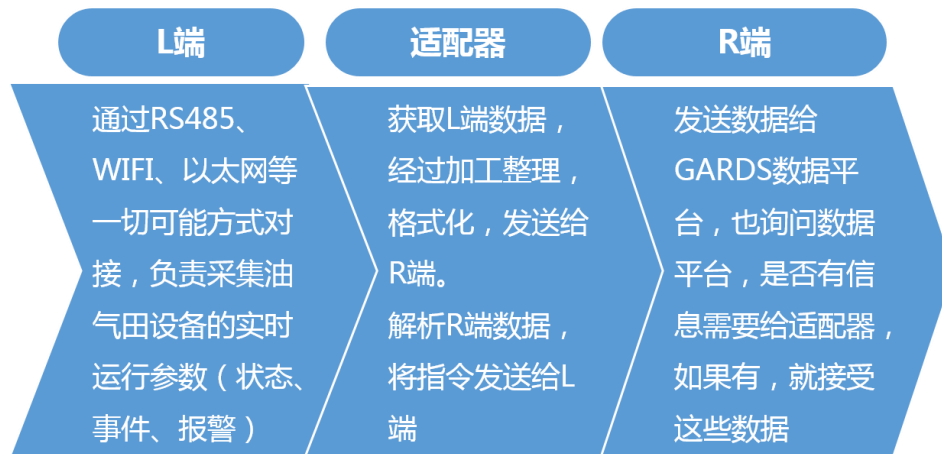 L端
通过RS485、
WIFI、以太网等
一切可能方式对
接，负责采集油
气田设备的实时
运行参数（状态、
事件、报警）
适配器
获取L端数据，
经过加工整理，
格式化，发送给
R端。
解析R端数据，
将指令发送给L
端
R端
发送数据给
GARDS数据平
台，也询问数据
平台，是否有信
息需要给适配器，
如果有，就接受
这些数据